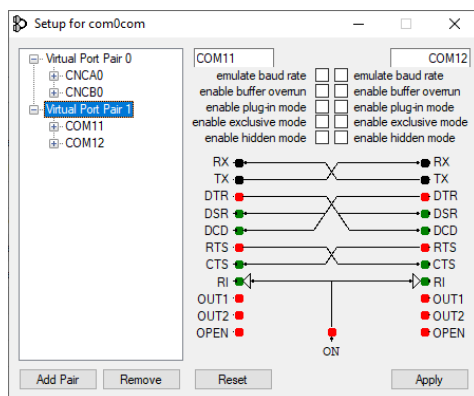 Setup for com0com
Virtual Port Pair 0
CNCA0
CNCB0
Virtual Port Pair 1
COM11
COM12
COM11 COM12
emulate baud rate emulate baud rate
enable buffer overrun enable buffer overrun
enable plug-in mode enable plug-in mode
enable exclusive mode enable exclusive mode
enable hidden mode enable hidden mode
RX RX
TX TX
DTR DTR
DSR DSR
DCD DCD
RTS RTS
CTS CTS
RI RI
OUT1 OUT1
OUT2 OUT2
OPEN OPEN
ON
Add Pair Remove Reset Apply